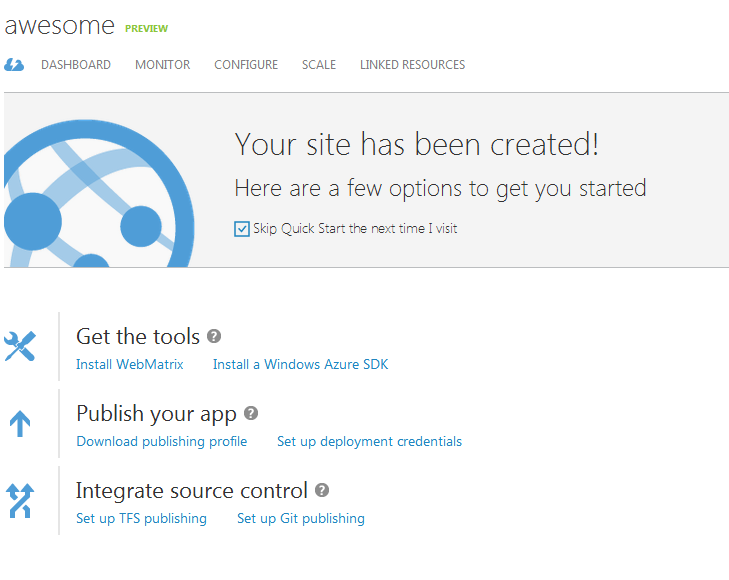 awesome PREVIEW
DASHBOARD MONITOR CONFIGURE SCALE LINKED RESOURCES
Your site has been created!
Here are a few options to get you started
Skip Quick Start the next time I visit
Get the tools ?
Install WebMatrix Install a Windows Azure SDK
Publish your app ?
Download publishing profile Set up deployment credentials
Integrate source control ?
Set up TFS publishing Set up Git publishing